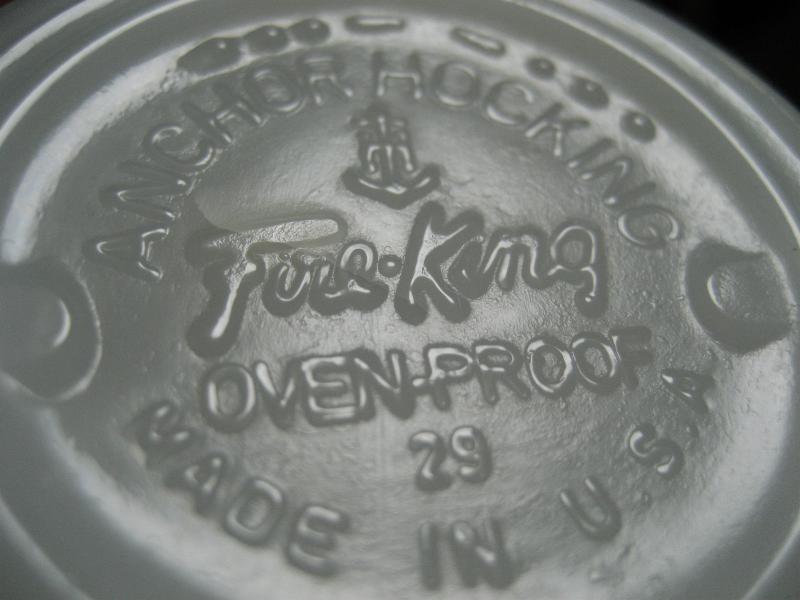 ANCHOR HOCKING
Fire-King
OVEN-PROOF
29
MADE IN U.S.A